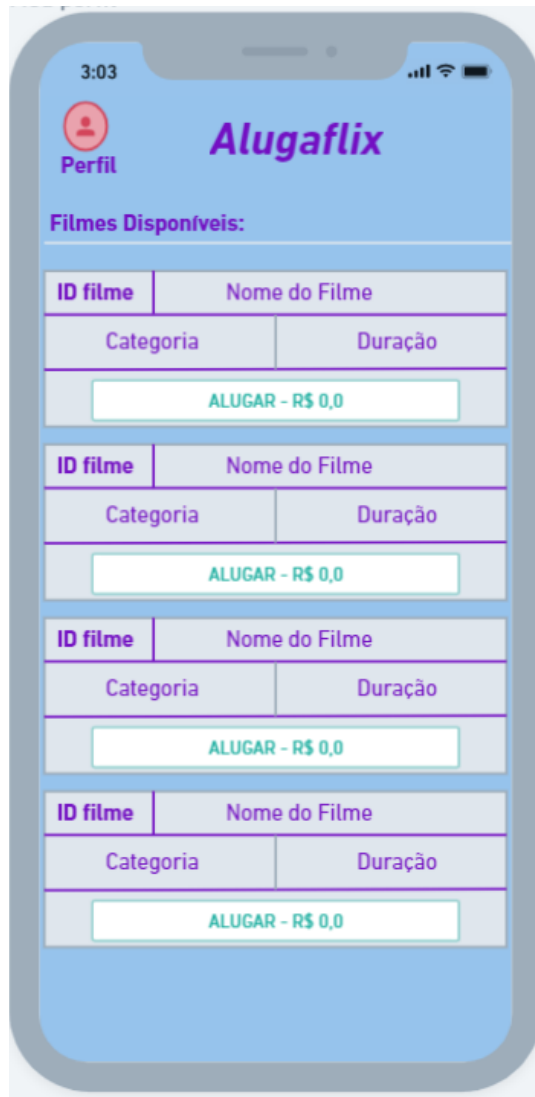 3:03
Alugaflix
Perfil
Filmes Disponíveis:
ID filme Nome do Filme
Categoria Duração
ALUGAR - R$ 0,0
ID filme Nome do Filme
Categoria Duração
ALUGAR - R$ 0,0
ID filme Nome do Filme
Categoria Duração
ALUGAR - R$ 0,0
ID filme Nome do Filme
Categoria Duração
ALUGAR - R$ 0,0